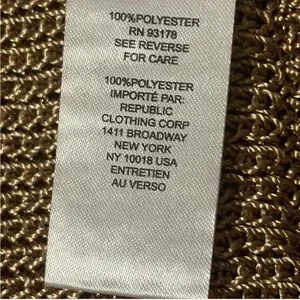 100%POLYESTER
RN 93178
SEE REVERSE
FOR CARE
100%POLYESTER
IMPORTÉ PAR:
REPUBLIC
CLOTHING CORP
1411 BROADWAY
NEW YORK
NY 10018 USA
ENTRETIEN
AU VERSO